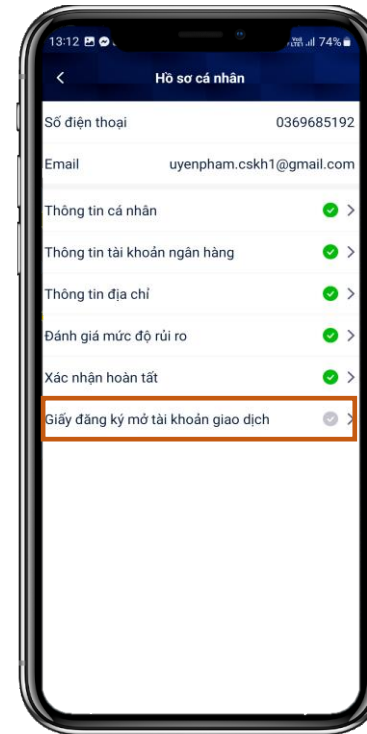 13:12 74%
Hồ sơ cá nhân
Số điện thoại 0369685192
Email uyenpham.cskh1@gmail.com
Thông tin cá nhân
Thông tin tài khoản ngân hàng
Thông tin địa chỉ
Đánh giá mức độ rủi ro
Xác nhận hoàn tất
Giấy đăng ký mở tài khoản giao dịch